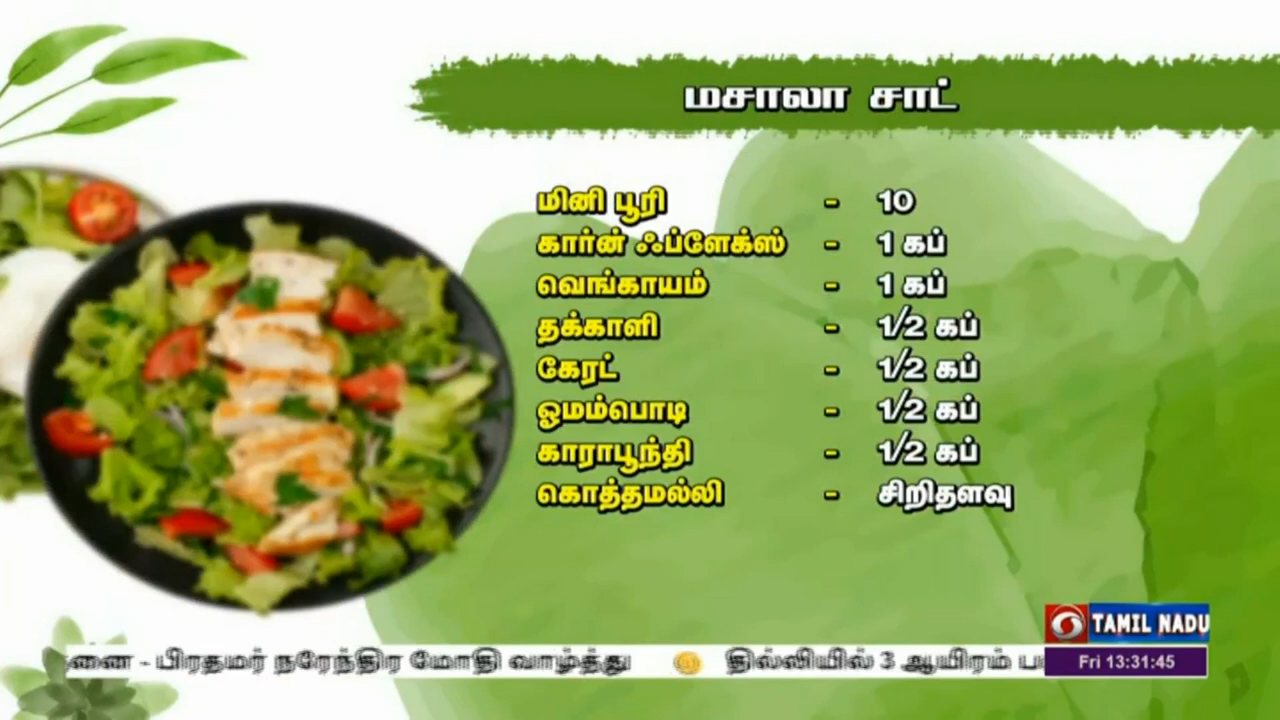 மசாலா சாட்
மினி பூரி - 10
கார்ன் ஃப்ளேக்ஸ் - 1 கப்
வெங்காயம் - 1 கப்
தக்காளி - 1/2 கப்
கேரட் - 1/2 கப்
ஓமம்பொடி - 1/2 கப்
காராபூந்தி - 1/2 கப்
கொத்தமல்லி - சிறிதளவு
TAMIL NADU
- பிரதமர் நரேந்திர மோதி வாழ்த்து தில்லியில் 3 ஆயிரம்
Fri 13:31:45